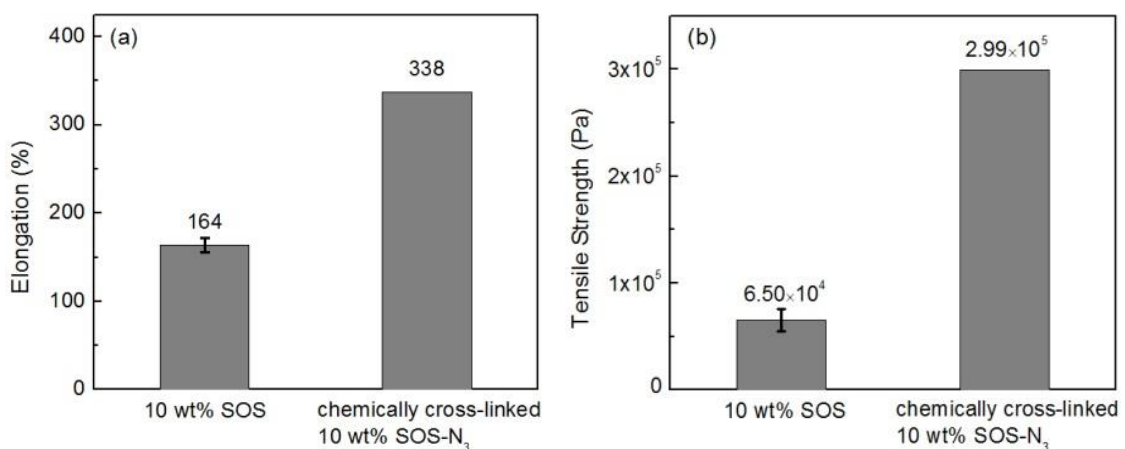 (a)
400
300
200
100
0
Elongation (%)
164
338
10 wt% SOS
chemically cross-linked
10 wt% SOS-N₃
(b)
3x10⁵
2x10⁵
1x10⁵
0
Tensile Strength (Pa)
6.50×10⁴
2.99×10⁵
10 wt% SOS
chemically cross-linked
10 wt% SOS-N₃